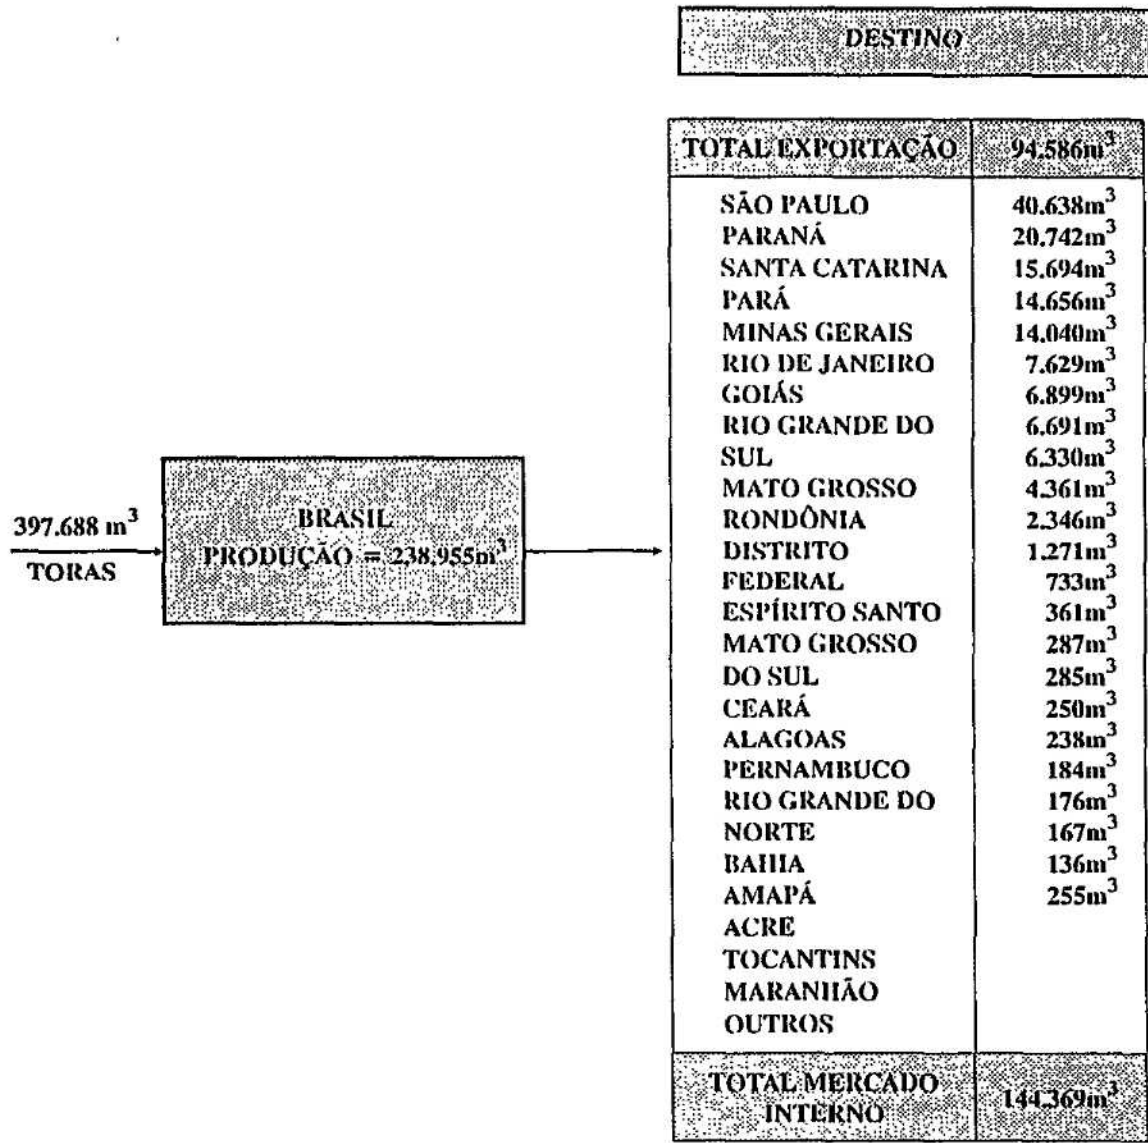 DESTINO
TOTAL EXPORTAÇÃO 94.586m³
SÃO PAULO 40.638m³
PARANÁ 20.742m³
SANTA CATARINA 15.694m³
PARÁ 14.656m³
MINAS GERAIS 14.040m³
RIO DE JANEIRO 7.629m³
GOIÁS 6.899m³
RIO GRANDE DO 6.691m³
SUL 6.330m³
MATO GROSSO 4.361m³
RONDÔNIA 2.346m³
DISTRITO 1.271m³
FEDERAL 733m³
ESPÍRITO SANTO 361m³
MATO GROSSO 287m³
DO SUL 285m³
CEARÁ 250m³
ALAGOAS 238m³
PERNAMBUCO 184m³
RIO GRANDE DO 176m³
NORTE 167m³
BAHIA 136m³
AMAPÁ 255m³
ACRE
TOCANTINS
MARANHÃO
OUTROS
TOTAL MERCADO
INTERNO 144.369m³
397.688 m³
TORAS
BRASIL
PRODUÇÃO = 238.955m³